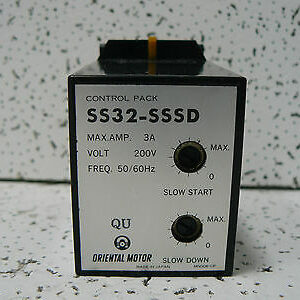 CONTROL PACK
SS32-SSSD
MAX.AMP. 3A
VOLT 200V
FREQ. 50/60Hz
MAX.
0
SLOW START
QU
MAX.
0
ORIENTAL MOTOR
SLOW DOWN
MADE IN JAPAN